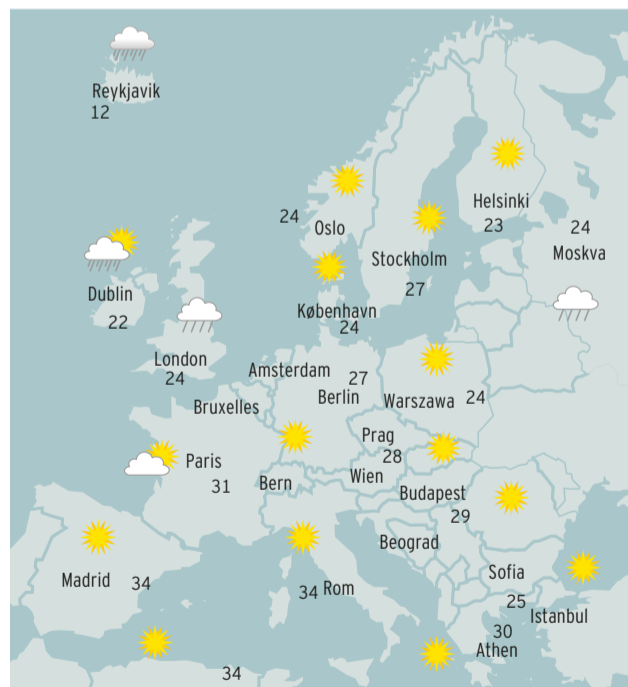 Reykjavik
12
Helsinki
23
24
Oslo
24
Moskva
Stockholm
27
Dublin
22
København
24
London
24
Amsterdam
27
Berlin
Warszawa 24
Bruxelles
Prag
28
Paris
31
Bern
Wien
Budapest
29
Beograd
Madrid 34
34 Rom
Sofia
25
Istanbul
30
Athen
34